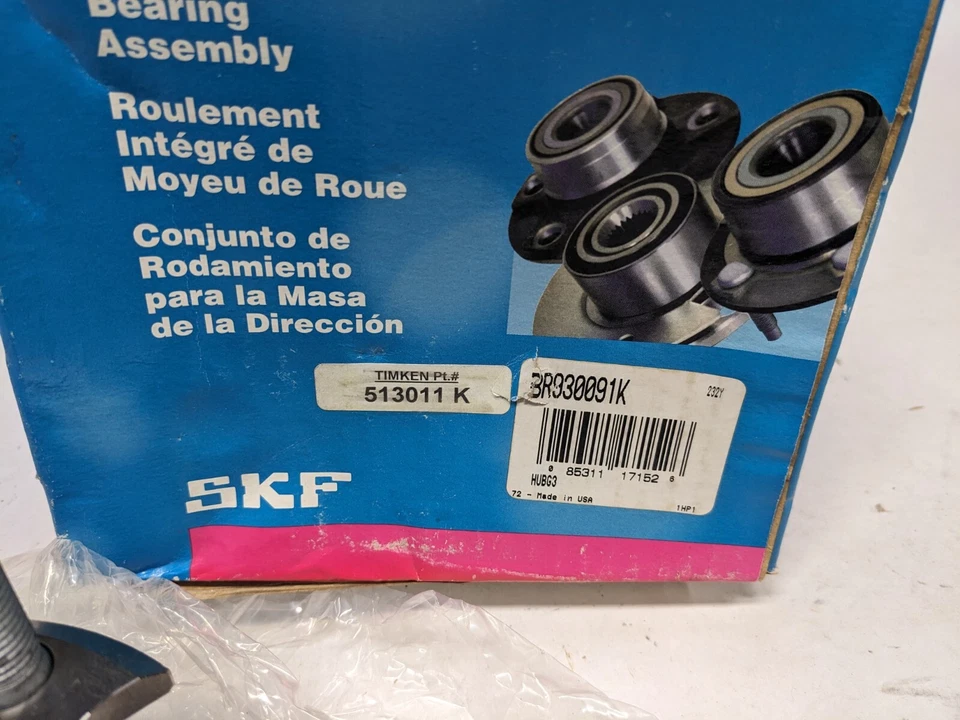 Bearing
Assembly
Roulement
Intégré de
Moyeu de Roue
Conjunto de
Rodamiento
para la Masa
de la Dirección
TIMKEN Pt.#
513011 K
BR930091K
232Y
0 85311 17152 6
HUBG3
72 - Made in USA
1HP1
SKF